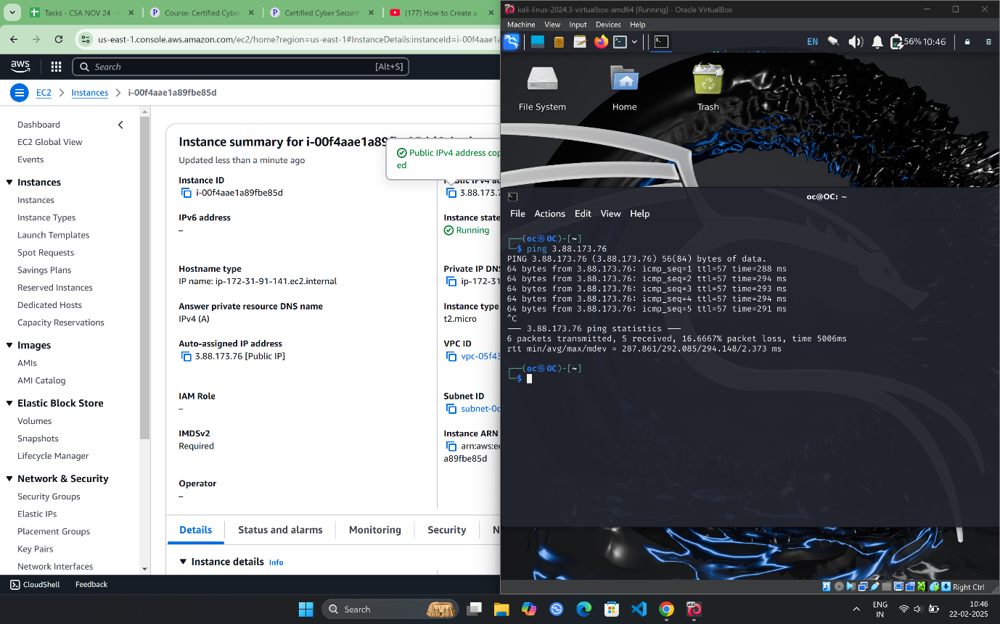 Tasks - CSA NOV 24 -
Course: Certified Cyber
Certified Cyber Security
(177) How to Create a
us-east-1.console.aws.amazon.com/ec2/home?region=us-east-1#InstanceDetails:instanceId=i-00f4aae1a
aws
Search
[Alt+S]
EC2
Instances
i-00f4aae1a89fbe85d
Dashboard
EC2 Global View
Events
Instances
Instances
Instance Types
Launch Templates
Spot Requests
Savings Plans
Reserved Instances
Dedicated Hosts
Capacity Reservations
Images
AMIs
AMI Catalog
Elastic Block Store
Volumes
Snapshots
Lifecycle Manager
Network & Security
Security Groups
Elastic IPs
Placement Groups
Key Pairs
Network Interfaces
CloudShell
Feedback
Instance summary for i-00f4aae1a89
Updated less than a minute ago
Public IPv4 address cop
ed
Instance ID
i-00f4aae1a89fbe85d
3.88.173.7
IPv6 address
–
Instance state
Running
Hostname type
IP name: ip-172-31-91-141.ec2.internal
Private IP DNS
ip-172-31
Answer private resource DNS name
IPv4 (A)
Instance type
t2.micro
Auto-assigned IP address
3.88.173.76 [Public IP]
VPC ID
vpc-05f43
IAM Role
–
Subnet ID
subnet-0c
IMDSv2
Required
Instance ARN
arn:aws:ec
a89fbe85d
Operator
–
Details
Status and alarms
Monitoring
Security
N
Instance details
Info
kali-linux-2024.3-virtualbox-amd64 [Running] - Oracle VirtualBox
Machine View Input Devices Help
EN
56% 10:46
File System
Home
Trash
oc@OC: ~
File Actions Edit View Help
┌──(oc㉿OC)-[~]
└─$ ping 3.88.173.76
PING 3.88.173.76 (3.88.173.76) 56(84) bytes of data.
64 bytes from 3.88.173.76: icmp_seq=1 ttl=57 time=288 ms
64 bytes from 3.88.173.76: icmp_seq=2 ttl=57 time=294 ms
64 bytes from 3.88.173.76: icmp_seq=3 ttl=57 time=293 ms
64 bytes from 3.88.173.76: icmp_seq=4 ttl=57 time=294 ms
64 bytes from 3.88.173.76: icmp_seq=5 ttl=57 time=291 ms
^C
--- 3.88.173.76 ping statistics ---
6 packets transmitted, 5 received, 16.6667% packet loss, time 5006ms
rtt min/avg/max/mdev = 287.861/292.085/294.148/2.373 ms
┌──(oc㉿OC)-[~]
└─$
Right Ctrl
Search
ENG
IN
10:46
22-02-2025